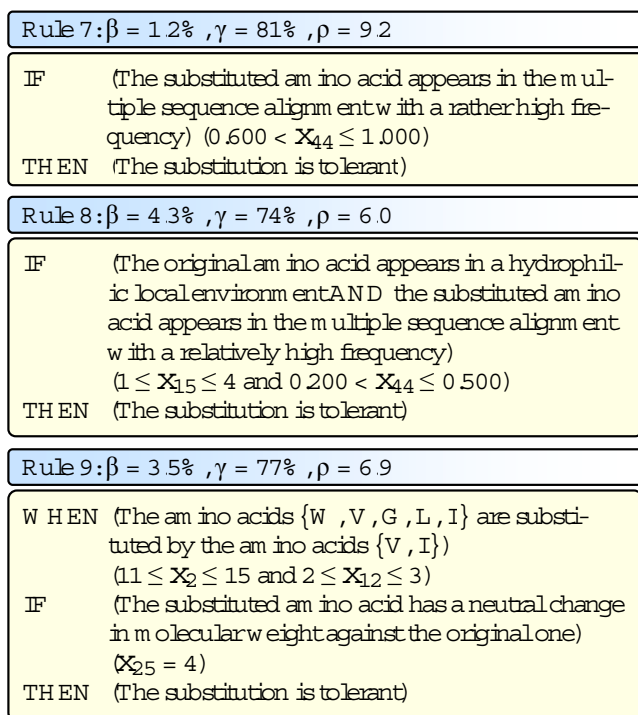 Rule 7: β = 1.2% , γ = 81% , ρ = 9.2
IF (The substituted amino acid appears in the mul-
tiple sequence alignment with a rather high fre-
quency) (0.600 < X44 ≤ 1.000)
THEN (The substitution is tolerant)
Rule 8: β = 4.3% , γ = 74% , ρ = 6.0
IF (The original amino acid appears in a hydrophil-
ic local environment AND the substituted amino
acid appears in the multiple sequence alignment
with a relatively high frequency)
(1 ≤ X15 ≤ 4 and 0.200 < X44 ≤ 0.500)
THEN (The substitution is tolerant)
Rule 9: β = 3.5% , γ = 77% , ρ = 6.9
WHEN (The amino acids {W , V , G , L , I} are substi-
tuted by the amino acids {V , I})
(11 ≤ X2 ≤ 15 and 2 ≤ X12 ≤ 3)
IF (The substituted amino acid has a neutral change
in molecular weight against the original one)
(X25 = 4)
THEN (The substitution is tolerant)